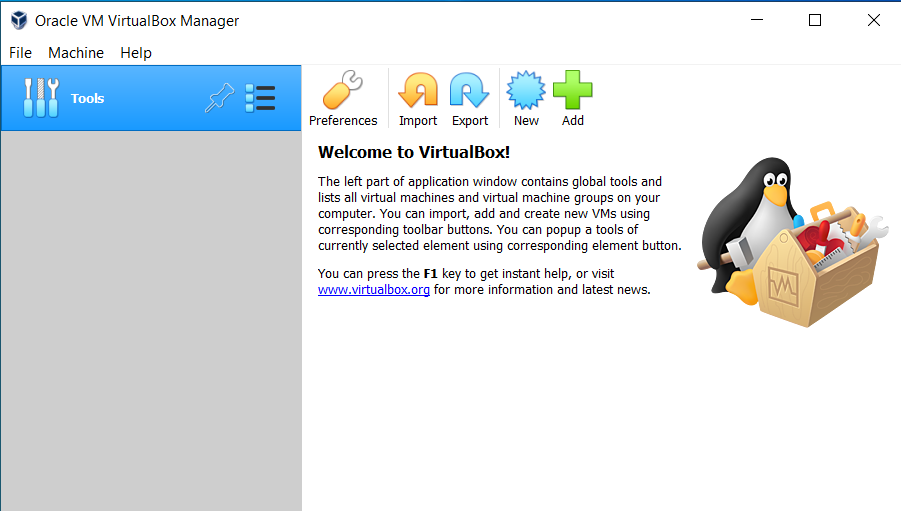 Oracle VM VirtualBox Manager
File Machine Help
Tools
Preferences Import Export New Add
Welcome to VirtualBox!
The left part of application window contains global tools and
lists all virtual machines and virtual machine groups on your
computer. You can import, add and create new VMs using
corresponding toolbar buttons. You can popup a tools of
currently selected element using corresponding element button.
You can press the F1 key to get instant help, or visit
www.virtualbox.org for more information and latest news.